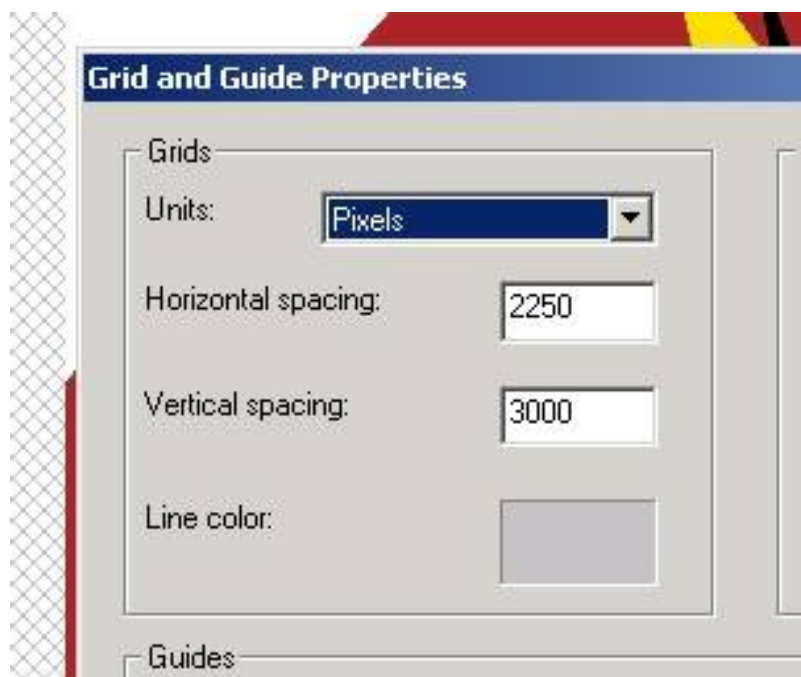 Grid and Guide Properties
Grids
Units:
Pixels
Horizontal spacing:
2250
Vertical spacing:
3000
Line color:
Guides